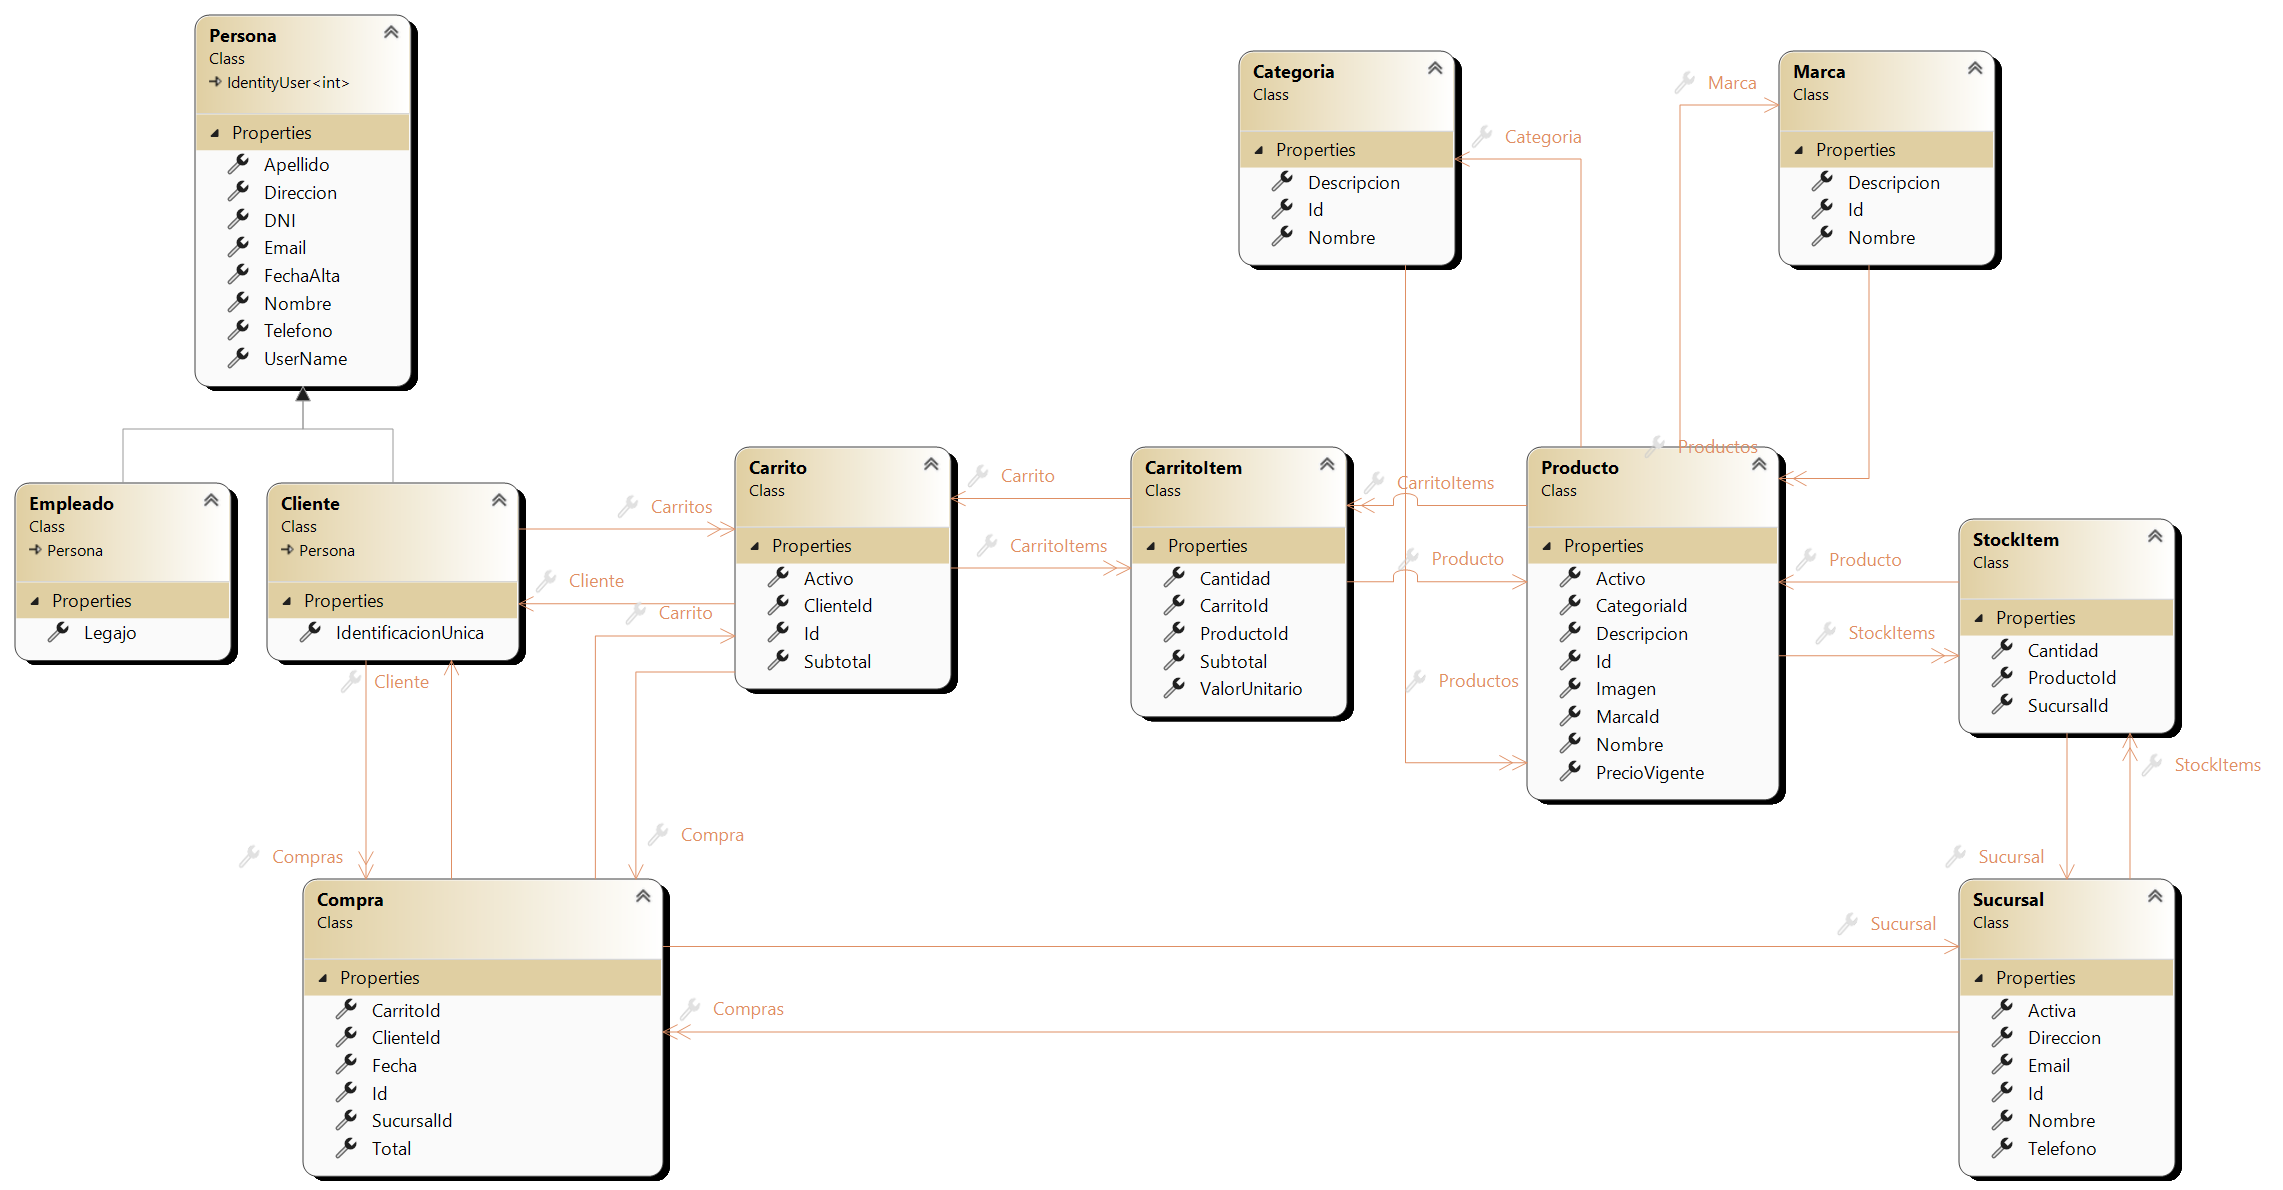 Persona
Class
IdentityUser<int>
Properties
Apellido
Direccion
DNI
Email
FechaAlta
Nombre
Telefono
UserName
Categoria
Class
Properties
Descripcion
Id
Nombre
Marca
Class
Properties
Descripcion
Id
Nombre
Marca
Categoria
Empleado
Class
Persona
Properties
Legajo
Cliente
Class
Persona
Properties
IdentificacionUnica
Carritos
Cliente
Carrito
Carrito
Class
Properties
Activo
ClienteId
Id
Subtotal
Carrito
CarritoItems
CarritoItem
Class
Properties
Cantidad
CarritoId
ProductoId
Subtotal
ValorUnitario
CarritoItems
Producto
Productos
Productos
Producto
Class
Properties
Activo
CategoriaId
Descripcion
Id
Imagen
MarcaId
Nombre
PrecioVigente
Producto
StockItems
StockItem
Class
Properties
Cantidad
ProductoId
SucursalId
Cliente
Compras
Compra
Sucursal
StockItems
Compra
Class
Properties
CarritoId
ClienteId
Fecha
Id
SucursalId
Total
Sucursal
Compras
Sucursal
Class
Properties
Activa
Direccion
Email
Id
Nombre
Telefono